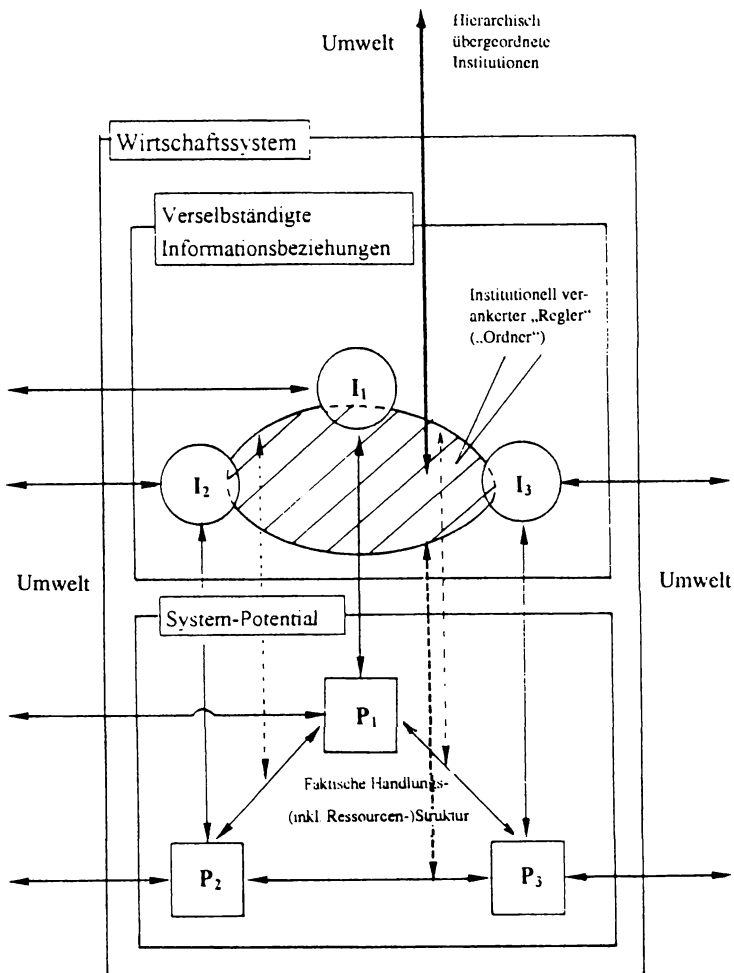 Umwelt
Hierarchisch
übergeordnete
Institutionen
Wirtschaftssystem
Verselbständigte
Informationsbeziehungen
Institutionell ver-
ankerter „Regler“
(„Ordner“)
I₁
I₂
I₃
Umwelt
Umwelt
System-Potential
P₁
Faktische Handlungs-
(inkl. Ressourcen-)Struktur
P₂
P₃